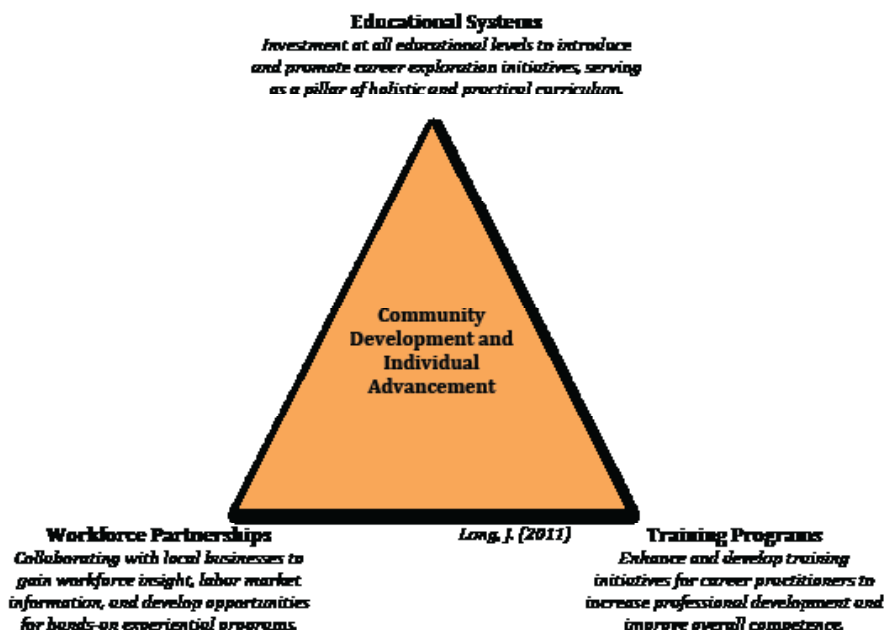 Educational Systems
Investment at all educational levels to introduce
and promote career exploration initiatives, serving
as a pillar of holistic and practical curriculum.
Community
Development and
Individual
Advancement
Workforce Partnerships
Collaborating with local businesses to
gain workforce insight, labor market
information, and develop opportunities
for hands-on experiential programs.
Long, J. (2011)
Training Programs
Enhance and develop training
initiatives for career practitioners to
increase professional development and
improve overall competence.